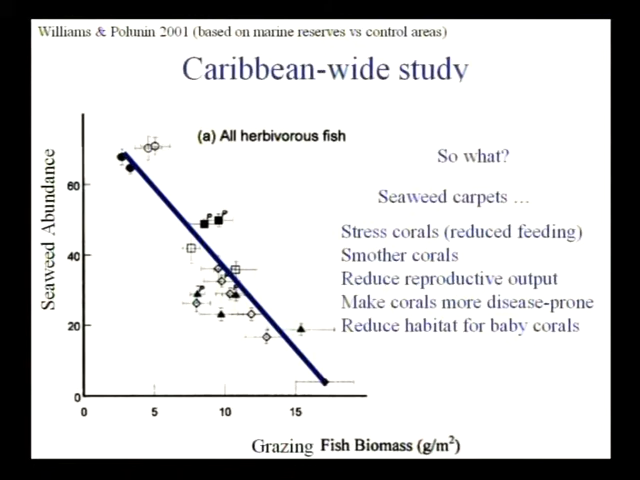 Williams & Polunin 2001 (based on marine reserves vs control areas)
Caribbean-wide study
(a) All herbivorous fish
So what?
Seaweed carpets …
Stress corals (reduced feeding)
Smother corals
Reduce reproductive output
Make corals more disease-prone
Reduce habitat for baby corals
Seaweed Abundance
60
40
20
0
0 5 10 15
Grazing Fish Biomass (g/m²)